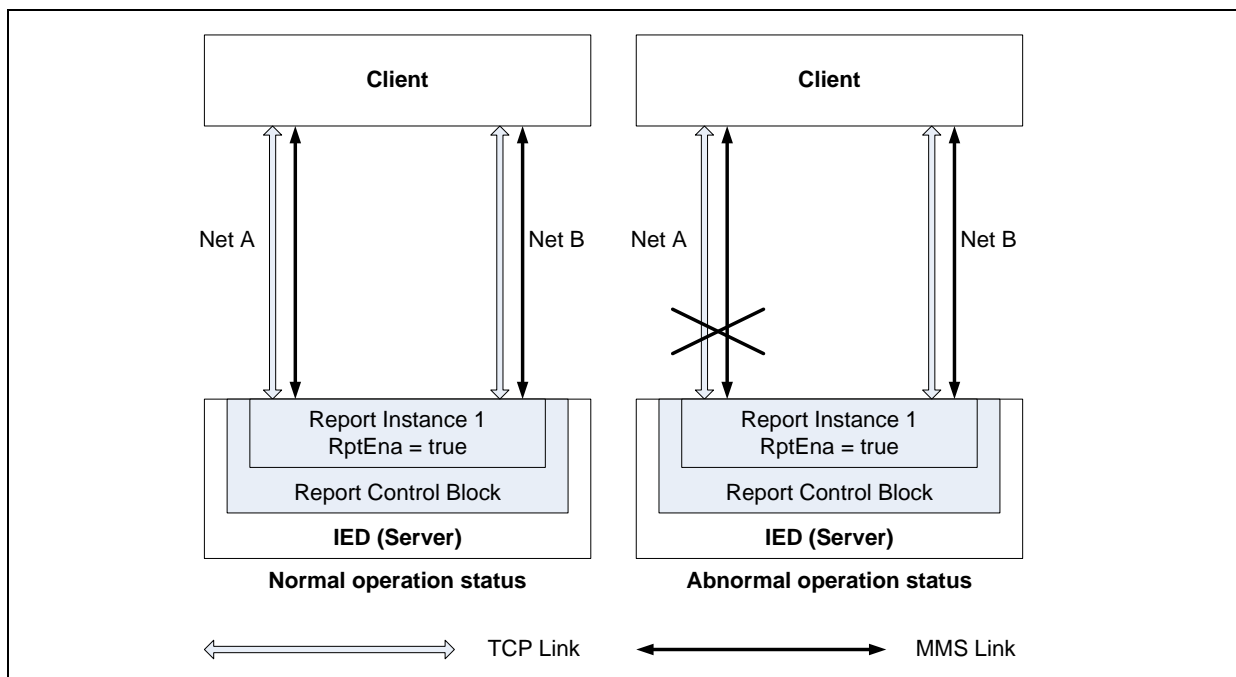 Client
Client
Net A
Net B
Net A
Net B
Report Instance 1
RptEna = true
Report Control Block
IED (Server)
Normal operation status
Report Instance 1
RptEna = true
Report Control Block
IED (Server)
Abnormal operation status
TCP Link
MMS Link